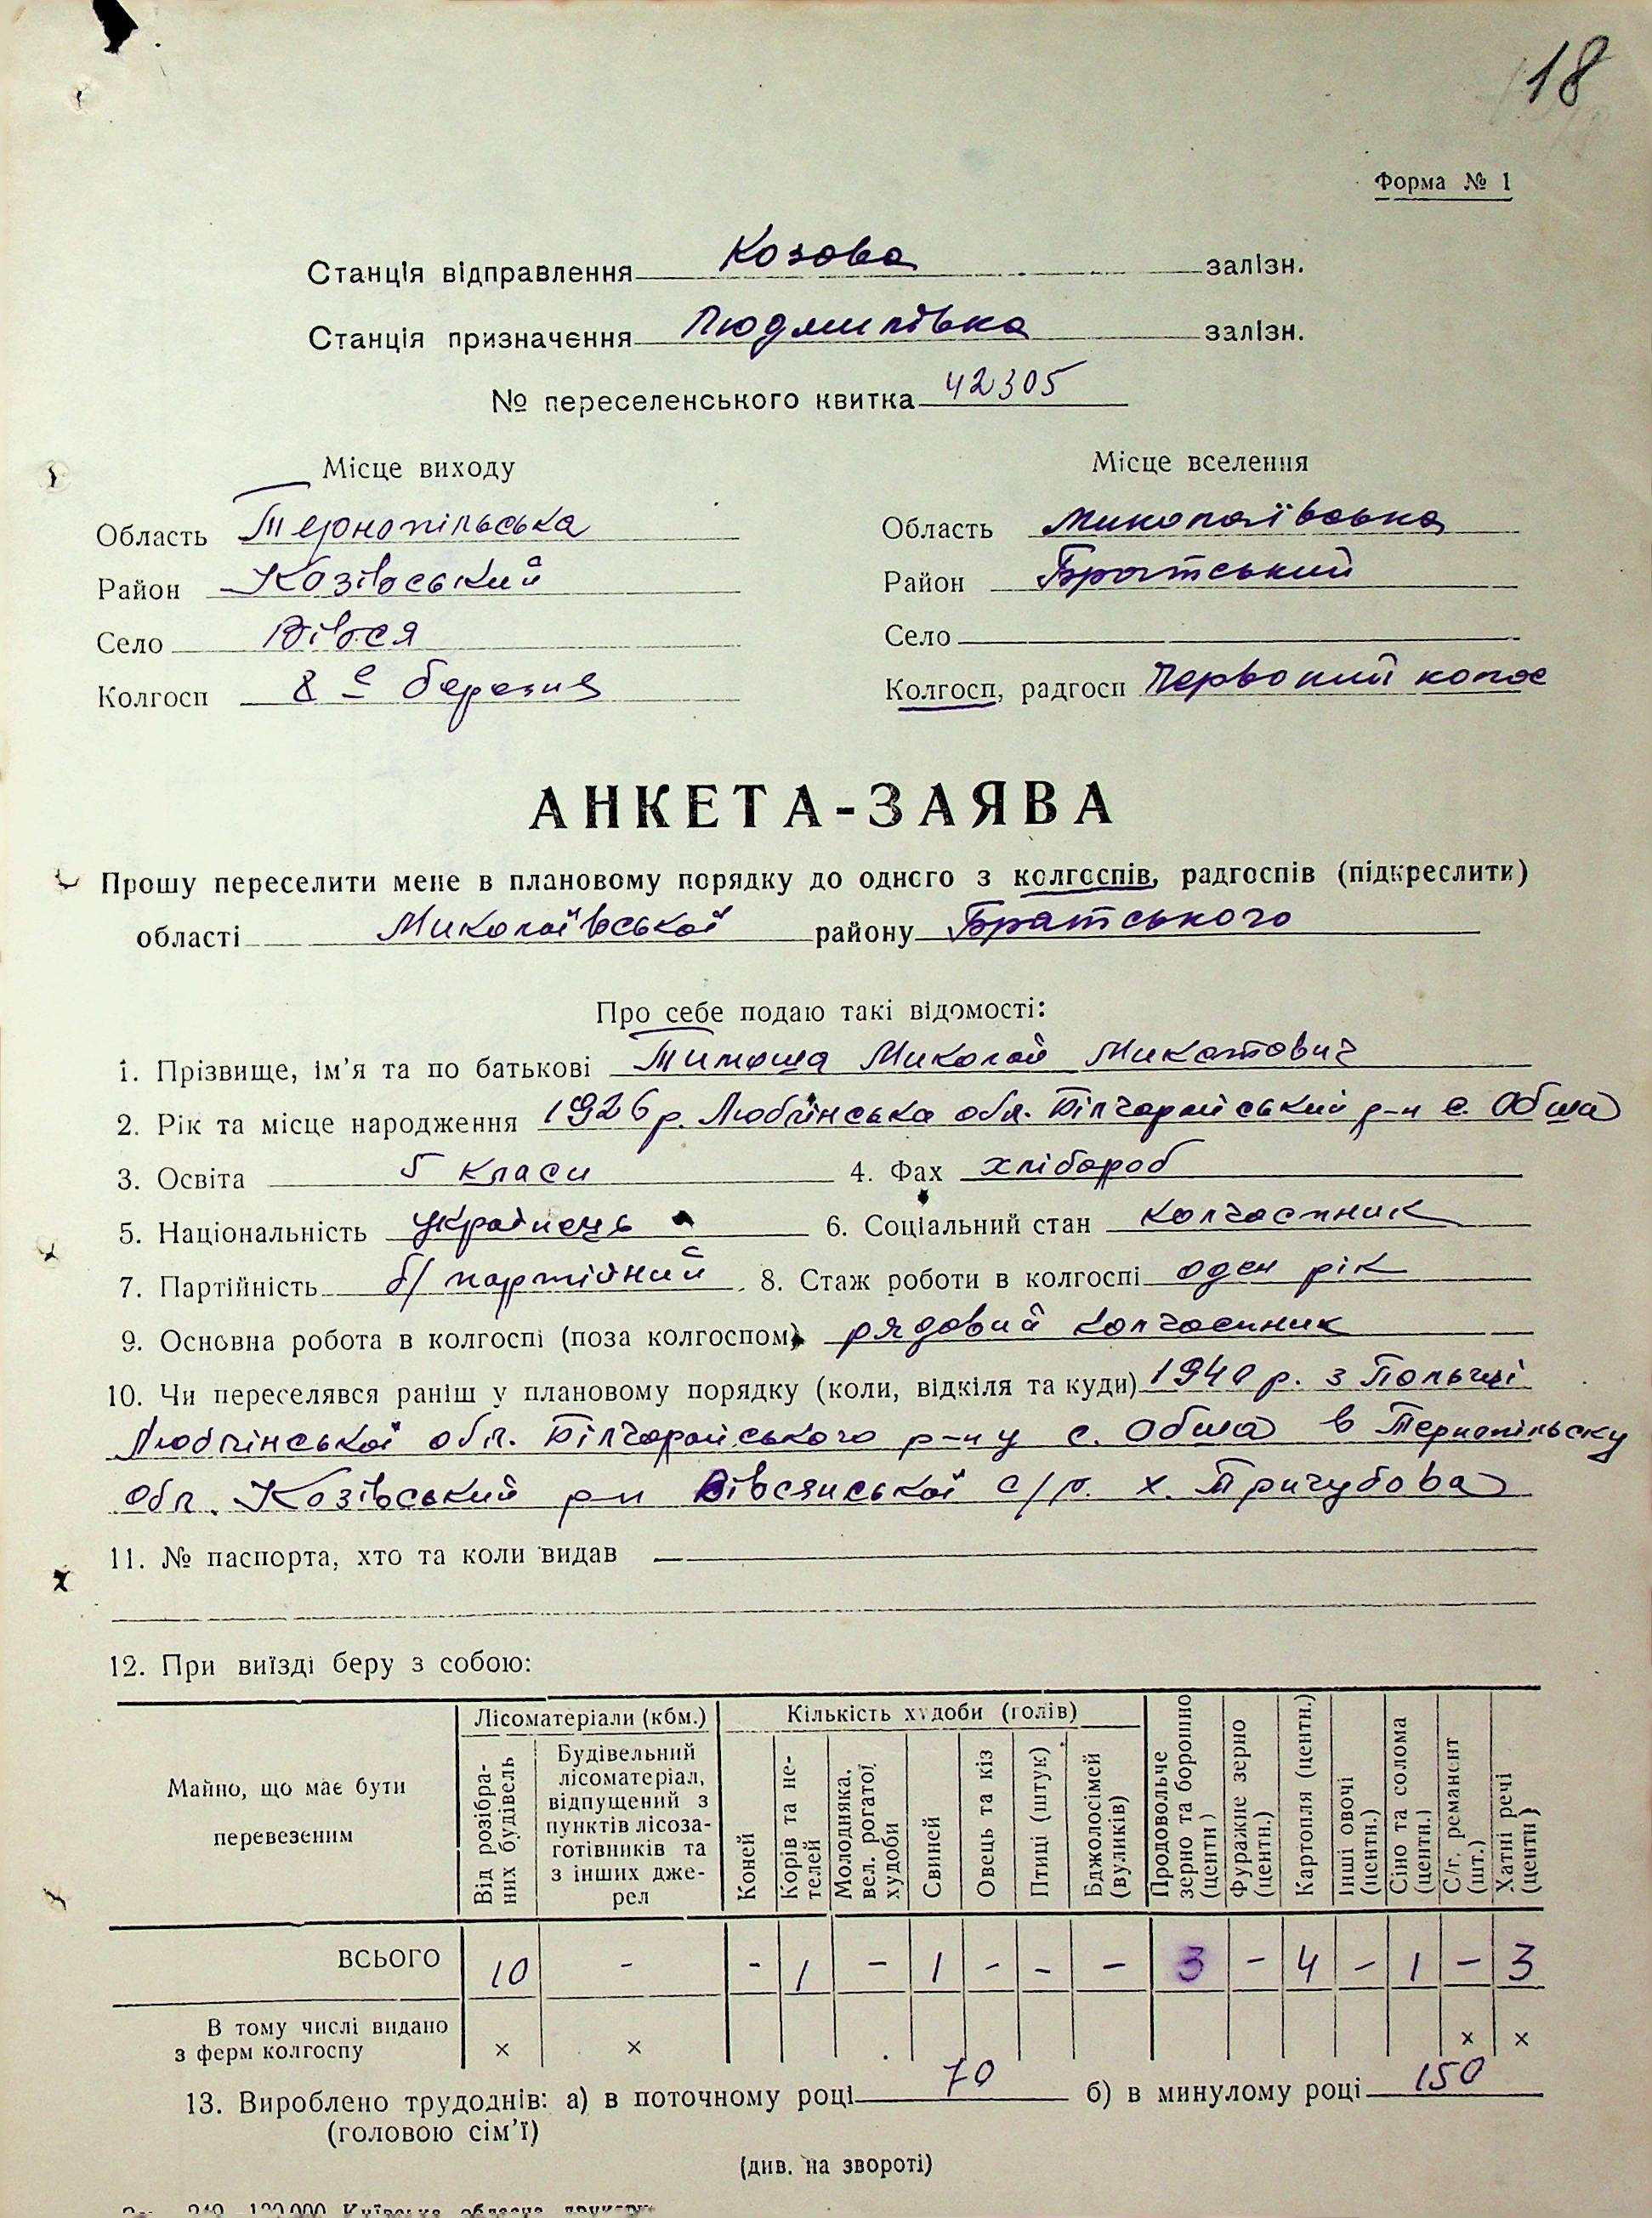 18
Форма № 1
Станція відправлення Козова залізн.
Станція призначення Людмилівка залізн.
№ переселенського квитка 42305
Місце виходу Місце вселення
Область Тернопільська Область Миколаївська
Район Козівський Район Братський
Село Вівся Село
Колгосп 8 е березня Колгосп, радгосп Червоний колос
АНКЕТА-ЗАЯВА
Прошу переселити мене в плановому порядку до одного з колгоспів, радгоспів (підкреслити)
області Миколаївської району Братського
Про себе подаю такі відомості:
1. Прізвище, ім'я та по батькові Миколай
2. Рік та місце народження 1926 р. Люблінська обл. Білгорайський р-н с. Обша
3. Освіта 5 класи 4. Фах хлібороб
5. Національність українець 6. Соціальний стан колгоспник
7. Партійність б/партійний 8. Стаж роботи в колгоспі оден рік
9. Основна робота в колгоспі (поза колгоспом) рядовий колгоспник
10. Чи переселявся раніш у плановому порядку (коли, відкіля та куди) 1940 р. з Польщі
Люблінської обл. Білгорайського р-ну с. Обша в Тернопільську
обл. Козівський р-н Вівсянської с/р. х.
11. № паспорта, хто та коли видав
12. При виїзді беру з собою:
Майно, що має бути перевезеним
Лісоматеріали (кбм.) Кількість худоби (голів)
Від розібраних будівель
Будівельний лісоматеріал, відпущений з пунктів лісозаготівників та з інших джерел
Коней
Корів та нетелей
Молодняка, вел. рогатої худоби
Свиней
Овець та кіз
Птиці (штук)
Бджолосімей (вуликів)
Продовольче зерно та борошно (центн)
Фуражне зерно (центн.)
Картопля (центн.)
Інші овочі (центн.)
Сіно та солома (центн.)
С/г. реманент (шт.)
Хатні речі (центн)
ВСЬОГО 10 - - 1 - 1 - - - 3 - 4 - 1 - 3
В тому числі видано
з ферм колгоспу × × × ×
13. Вироблено трудоднів: а) в поточному році 70 б) в минулому році 150
(головою сім'ї)
(див. на звороті)